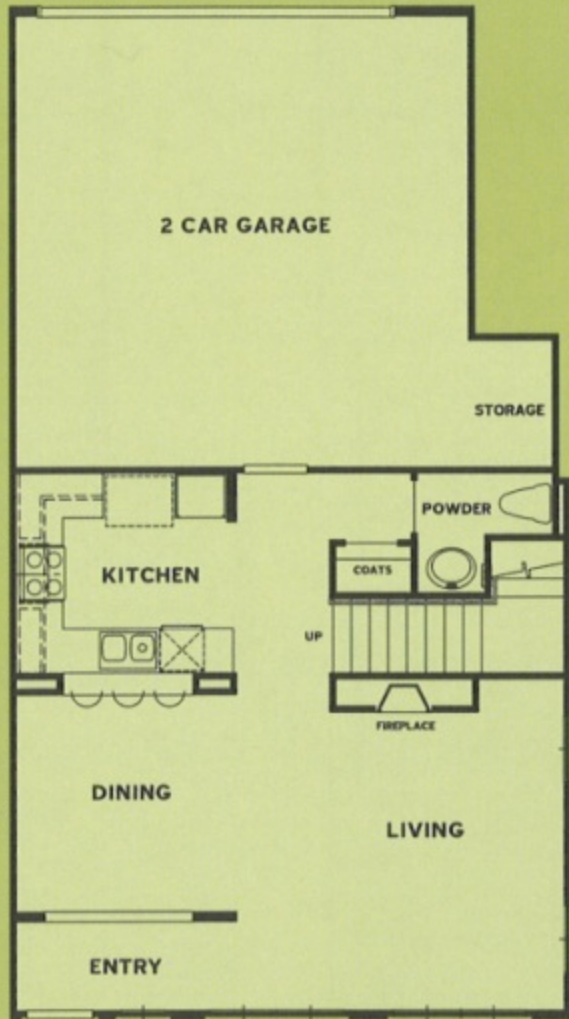 2 CAR GARAGE
STORAGE
POWDER
KITCHEN
COATS
UP
FIREPLACE
DINING
LIVING
ENTRY